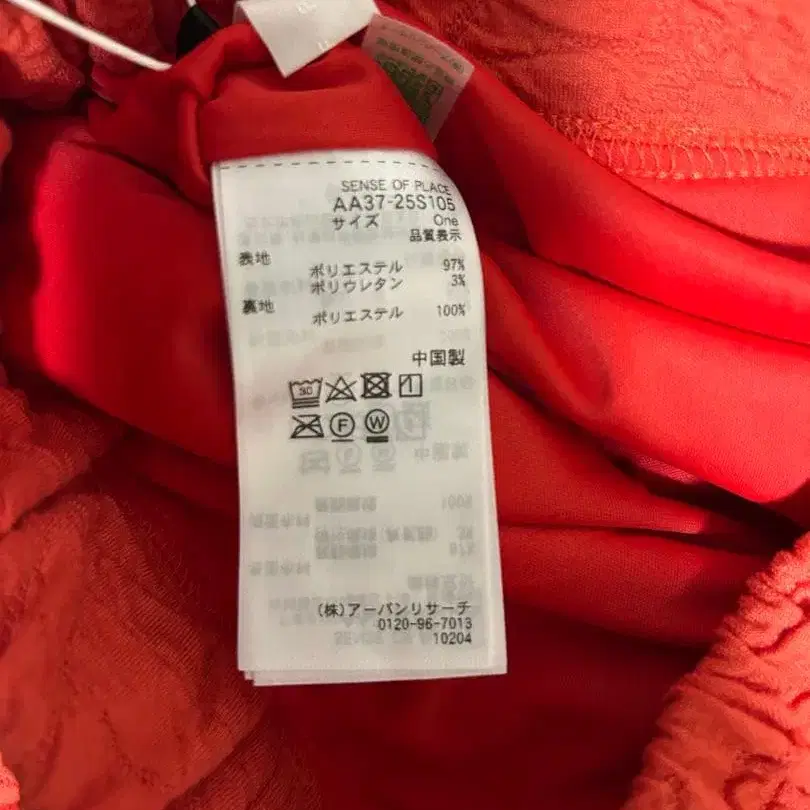 SENSE OF PLACE
AA37-25S105
サイズ One
品質表示
表地
ポリエステル 97%
ポリウレタン 3%
裏地
ポリエステル 100%
中国製
30
F W
(株)アーバンリサーチ
0120-96-7013
10204